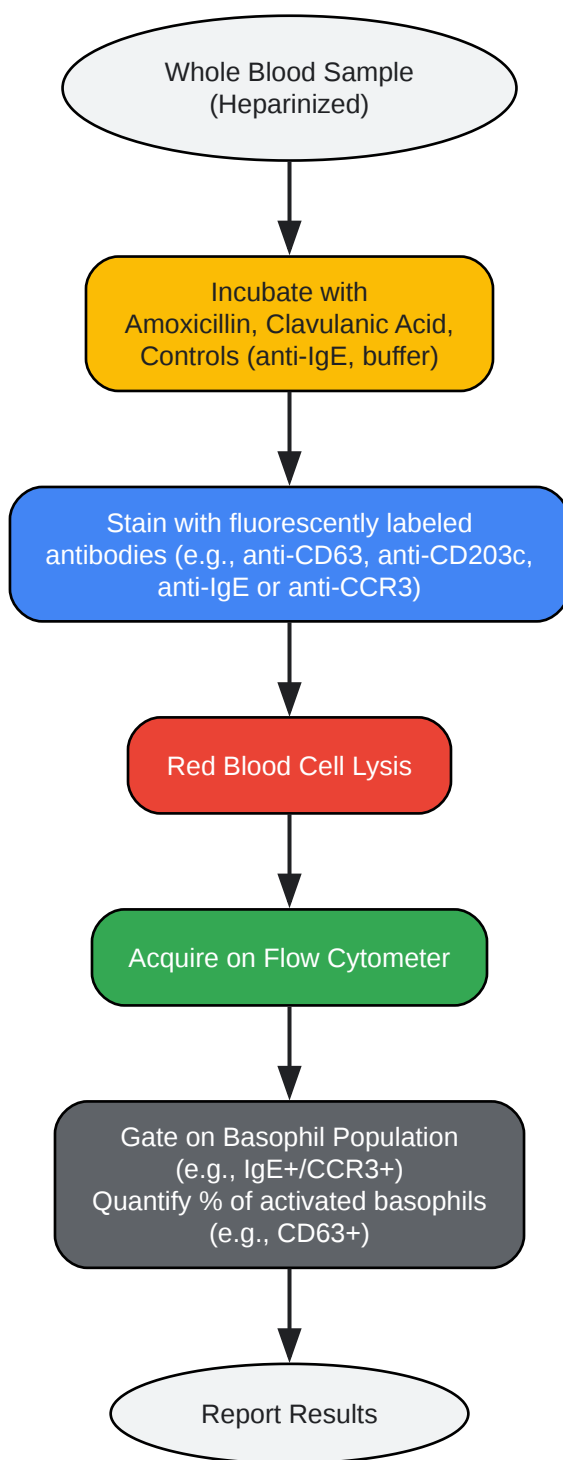 Whole Blood Sample
(Heparinized)
Incubate with
Amoxicillin, Clavulanic Acid,
Controls (anti-IgE, buffer)
Stain with fluorescently labeled
antibodies (e.g., anti-CD63, anti-CD203c,
anti-IgE or anti-CCR3)
Red Blood Cell Lysis
Acquire on Flow Cytometer
Gate on Basophil Population
(e.g., IgE+/CCR3+)
Quantify % of activated basophils
(e.g., CD63+)
Report Results